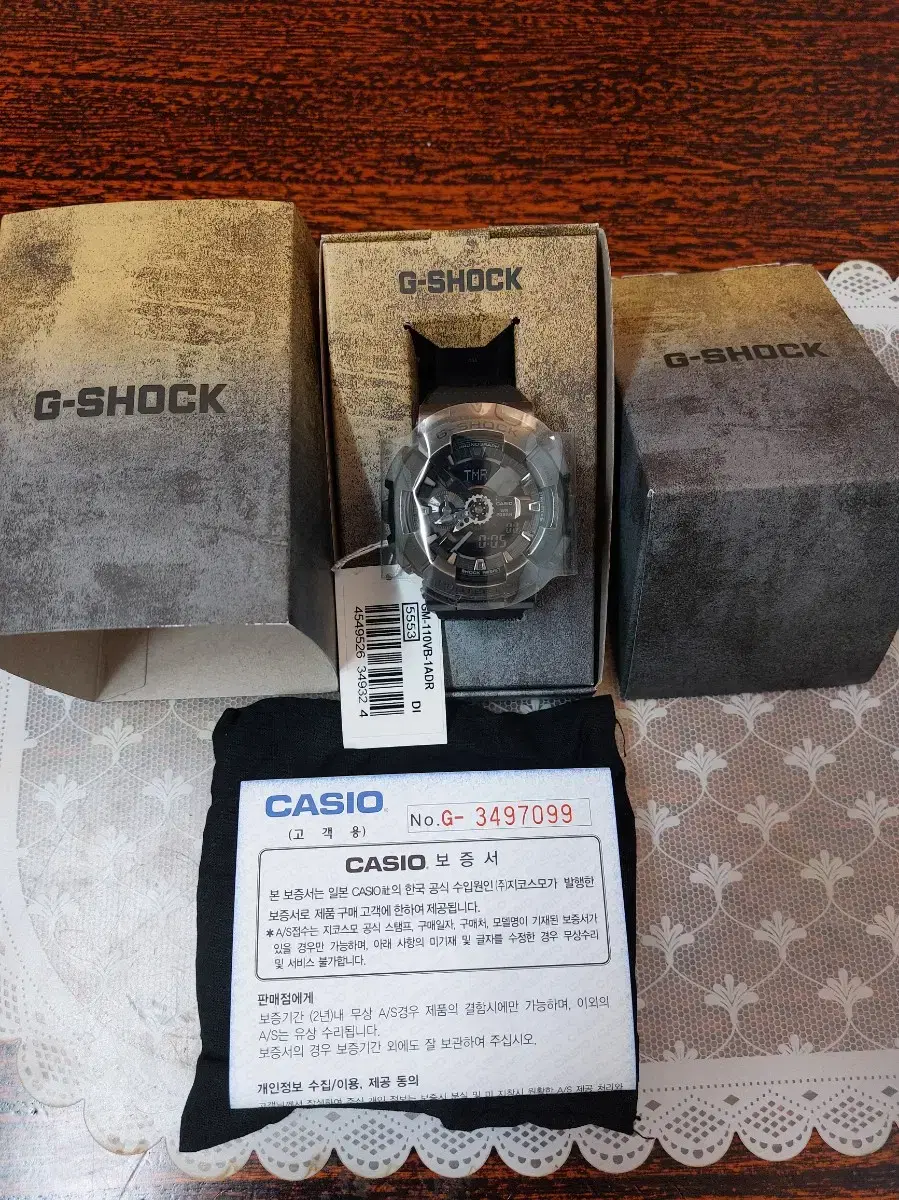 G-SHOCK
G-SHOCK
G-SHOCK
G-SHOCK
TMR
CASIO
0:05
GM-110VB-1ADR
DI
5553
4549526 34932 4
CASIO
(고 객 용)
No.G- 3497099
CASIO 보 증 서
본 보증서는 일본 CASIO社의 한국 공식 수입원인 ㈜지코스모가 발행한
보증서로 제품 구매 고객에 한하여 제공됩니다.
* A/S접수는 지코스모 공식 스탬프, 구매일자, 구매처, 모델명이 기재된 보증서가
있을 경우만 가능하며, 아래 사항의 미기재 및 글자를 수정한 경우 무상수리
및 서비스 불가합니다.
판매점에게
보증기간 (2년)내 무상 A/S경우 제품의 결함시에만 가능하며, 이외의
A/S는 유상 수리됩니다.
보증서의 경우 보증기간 외에도 잘 보관하여 주십시오.
개인정보 수집/이용, 제공 동의